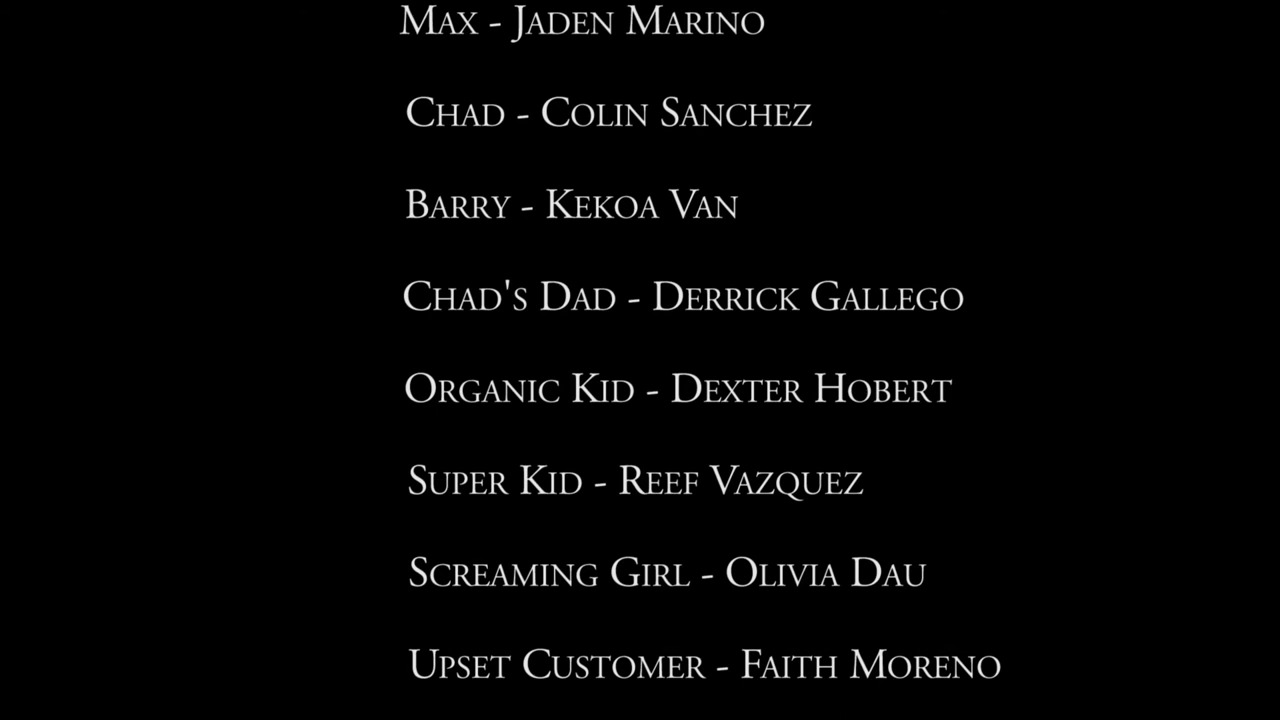 Max - Jaden Marino
Chad - Colin Sanchez
Barry - Kekoa Van
Chad's Dad - Derrick Gallego
Organic Kid - Dexter Hobert
Super Kid - Reef Vazquez
Screaming Girl - Olivia Dau
Upset Customer - Faith Moreno